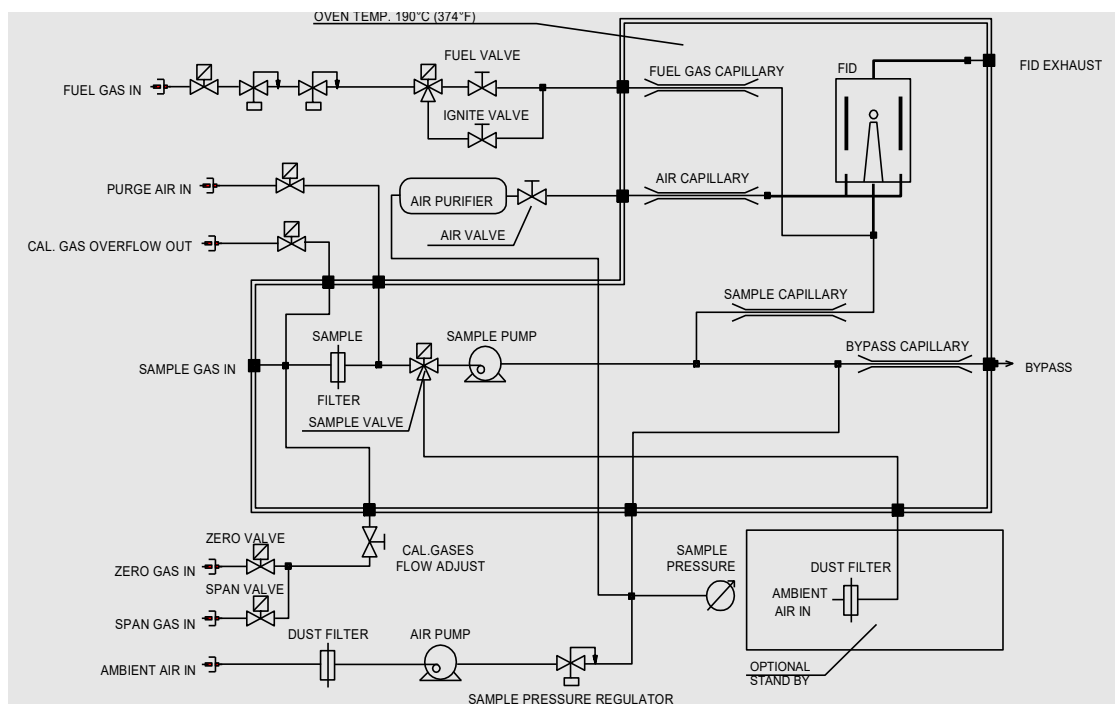 OVEN TEMP. 190°C (374°F)
FUEL VALVE
FUEL GAS CAPILLARY
FID
FID EXHAUST
FUEL GAS IN
IGNITE VALVE
PURGE AIR IN
AIR PURIFIER
AIR CAPILLARY
CAL. GAS OVERFLOW OUT
AIR VALVE
SAMPLE CAPILLARY
SAMPLE
FILTER
SAMPLE PUMP
BYPASS CAPILLARY
SAMPLE GAS IN
BYPASS
SAMPLE VALVE
ZERO VALVE
CAL.GASES
FLOW ADJUST
SAMPLE
PRESSURE
DUST FILTER
ZERO GAS IN
SPAN VALVE
AMBIENT
AIR IN
SPAN GAS IN
DUST FILTER
AIR PUMP
AMBIENT AIR IN
OPTIONAL
STAND BY
SAMPLE PRESSURE REGULATOR